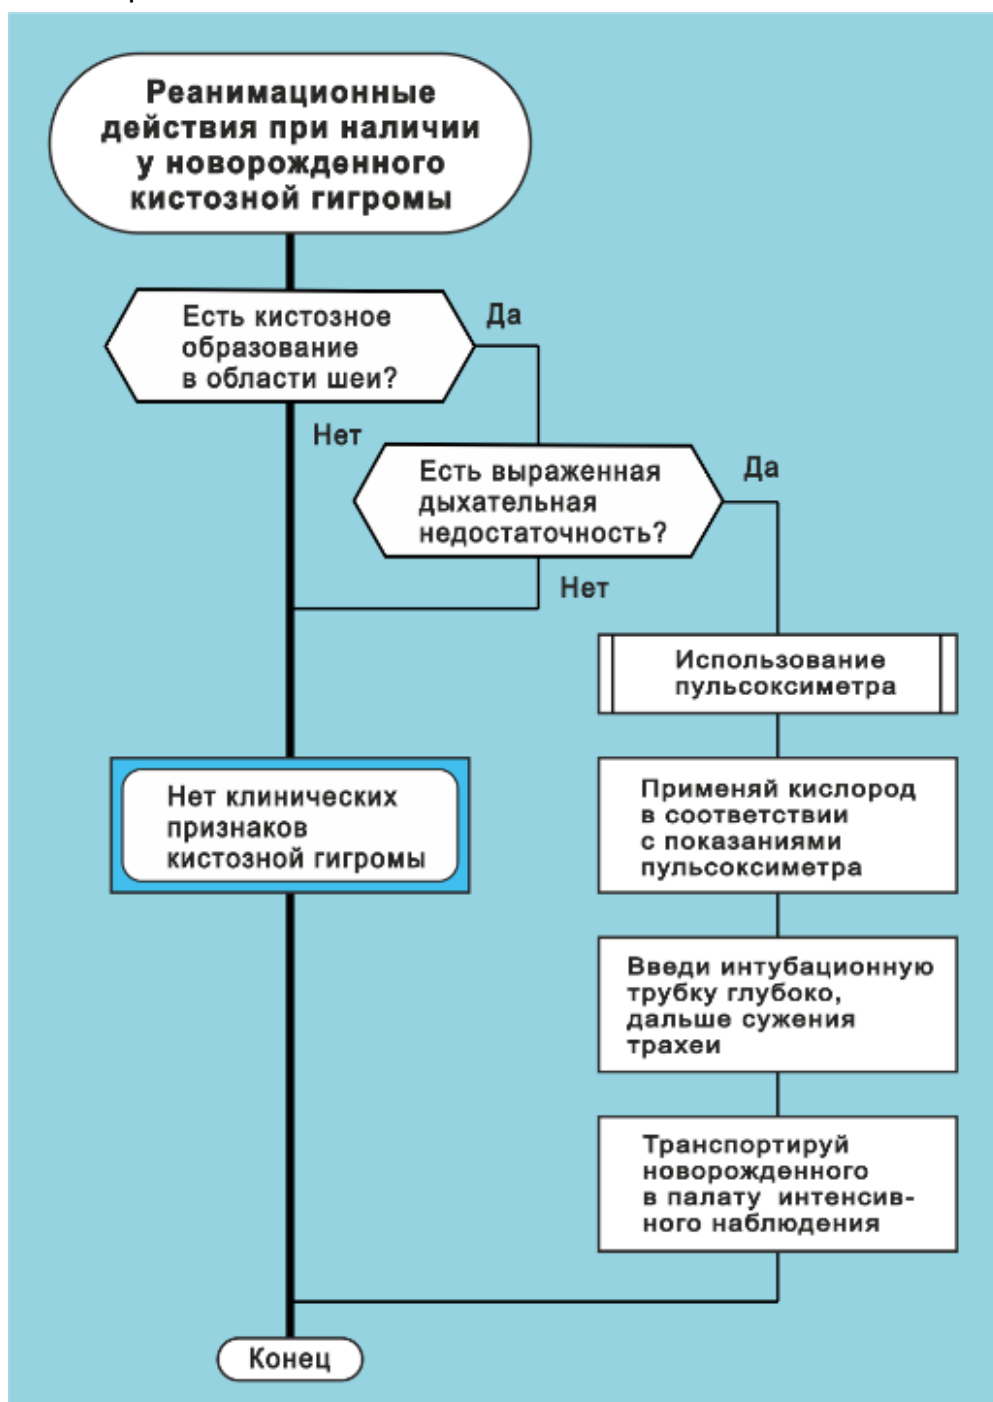 Реанимационные
действия при наличии
у новорожденного
кистозной гигромы
Есть кистозное
образование
в области шеи?
Да
Нет
Есть выраженная
дыхательная
недостаточность?
Да
Нет
Использование
пульсоксиметра
Нет клинических
признаков
кистозной гигромы
Применяй кислород
в соответствии
с показаниями
пульсоксиметра
Введи интубационную
трубку глубоко,
дальше сужения
трахеи
Транспортируй
новорожденного
в палату интенсив-
ного наблюдения
Конец